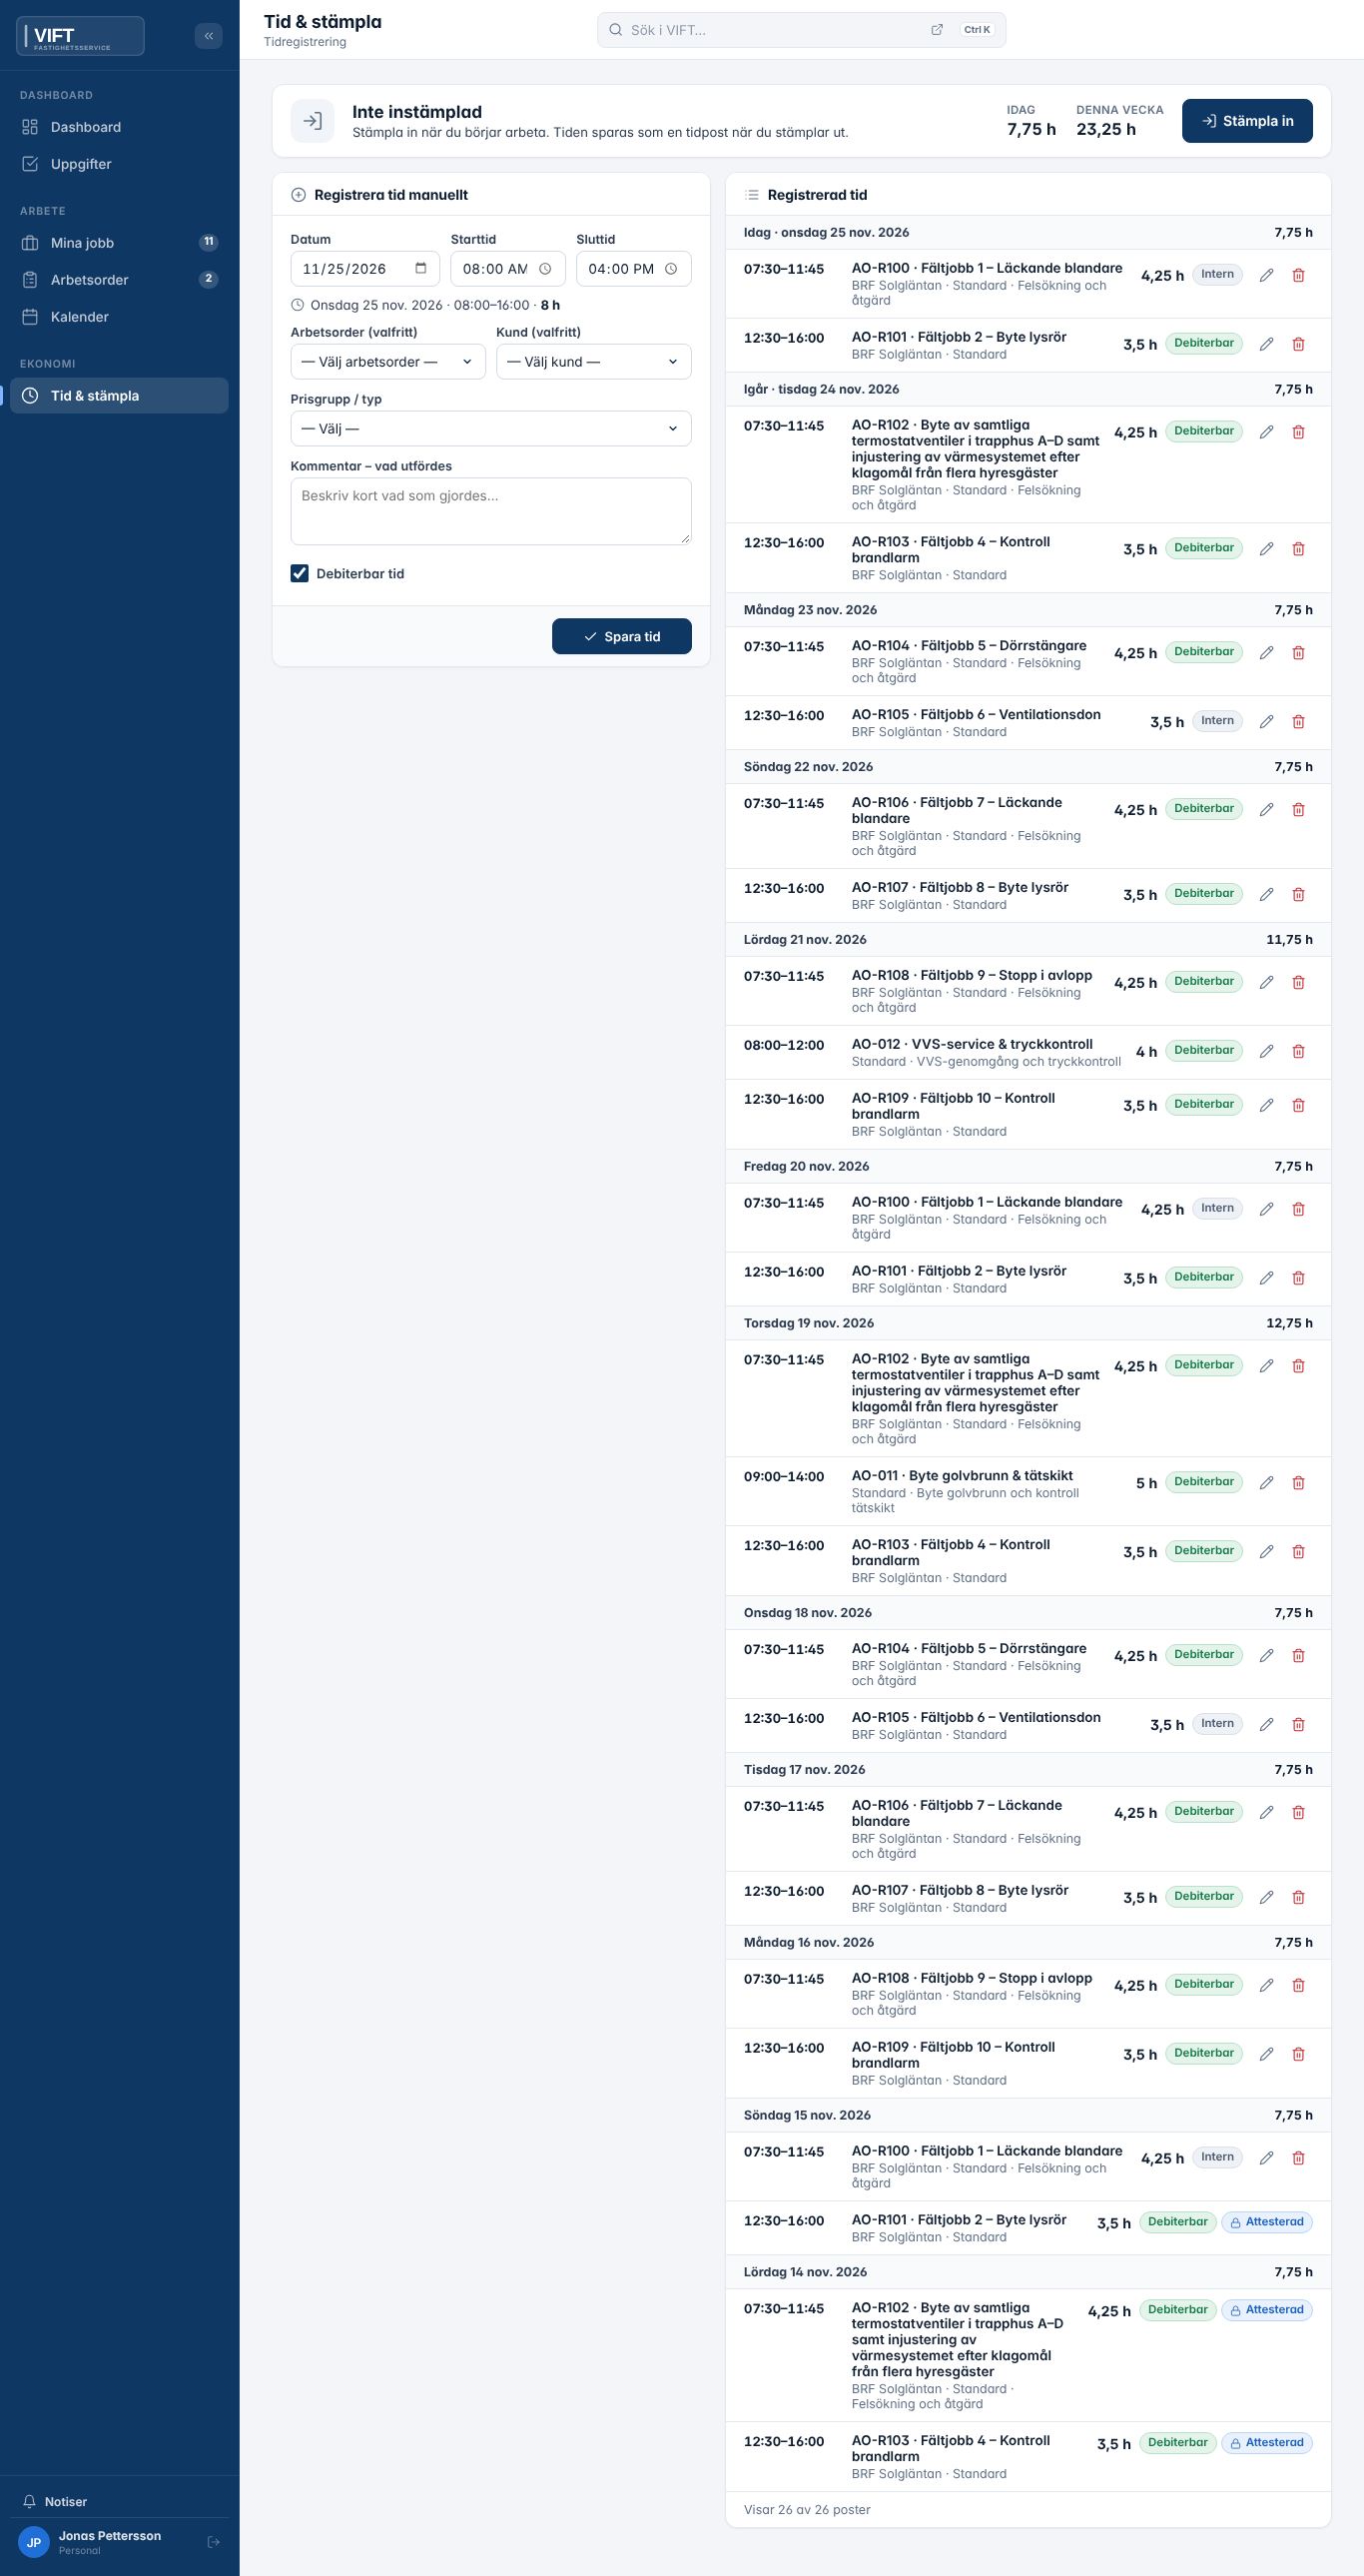 VIFT
FASTIGHETSSERVICE
DASHBOARD
Dashboard
Uppgifter
ARBETE
Mina jobb 11
Arbetsorder 2
Kalender
EKONOMI
Tid & stämpla
Notiser
JP
Jonas Pettersson
Personal
Tid & stämpla
Tidregistrering
Sök i VIFT... Ctrl K
Inte instämplad
Stämpla in när du börjar arbeta. Tiden sparas som en tidpost när du stämplar ut.
IDAG
7,75 h
DENNA VECKA
23,25 h
Stämpla in
Registrera tid manuellt
Datum Starttid Sluttid
11/25/2026 08:00 AM 04:00 PM
Onsdag 25 nov. 2026 · 08:00–16:00 · 8 h
Arbetsorder (valfritt) Kund (valfritt)
— Välj arbetsorder — — Välj kund —
Prisgrupp / typ
— Välj —
Kommentar – vad utfördes
Beskriv kort vad som gjordes...
Debiterbar tid
Spara tid
Registrerad tid
Idag · onsdag 25 nov. 2026 7,75 h
07:30–11:45 AO-R100 · Fältjobb 1 – Läckande blandare 4,25 h Intern
BRF Solgläntan · Standard · Felsökning och
åtgärd
12:30–16:00 AO-R101 · Fältjobb 2 – Byte lysrör 3,5 h Debiterbar
BRF Solgläntan · Standard
Igår · tisdag 24 nov. 2026 7,75 h
07:30–11:45 AO-R102 · Byte av samtliga 4,25 h Debiterbar
termostatventiler i trapphus A–D samt
injustering av värmesystemet efter
klagomål från flera hyresgäster
BRF Solgläntan · Standard · Felsökning
och åtgärd
12:30–16:00 AO-R103 · Fältjobb 4 – Kontroll 3,5 h Debiterbar
brandlarm
BRF Solgläntan · Standard
Måndag 23 nov. 2026 7,75 h
07:30–11:45 AO-R104 · Fältjobb 5 – Dörrstängare 4,25 h Debiterbar
BRF Solgläntan · Standard · Felsökning
och åtgärd
12:30–16:00 AO-R105 · Fältjobb 6 – Ventilationsdon 3,5 h Intern
BRF Solgläntan · Standard
Söndag 22 nov. 2026 7,75 h
07:30–11:45 AO-R106 · Fältjobb 7 – Läckande 4,25 h Debiterbar
blandare
BRF Solgläntan · Standard · Felsökning
och åtgärd
12:30–16:00 AO-R107 · Fältjobb 8 – Byte lysrör 3,5 h Debiterbar
BRF Solgläntan · Standard
Lördag 21 nov. 2026 11,75 h
07:30–11:45 AO-R108 · Fältjobb 9 – Stopp i avlopp 4,25 h Debiterbar
BRF Solgläntan · Standard · Felsökning
och åtgärd
08:00–12:00 AO-012 · VVS-service & tryckkontroll 4 h Debiterbar
Standard · VVS-genomgång och tryckkontroll
12:30–16:00 AO-R109 · Fältjobb 10 – Kontroll 3,5 h Debiterbar
brandlarm
BRF Solgläntan · Standard
Fredag 20 nov. 2026 7,75 h
07:30–11:45 AO-R100 · Fältjobb 1 – Läckande blandare 4,25 h Intern
BRF Solgläntan · Standard · Felsökning och
åtgärd
12:30–16:00 AO-R101 · Fältjobb 2 – Byte lysrör 3,5 h Debiterbar
BRF Solgläntan · Standard
Torsdag 19 nov. 2026 12,75 h
07:30–11:45 AO-R102 · Byte av samtliga 4,25 h Debiterbar
termostatventiler i trapphus A–D samt
injustering av värmesystemet efter
klagomål från flera hyresgäster
BRF Solgläntan · Standard · Felsökning
och åtgärd
09:00–14:00 AO-011 · Byte golvbrunn & tätskikt 5 h Debiterbar
Standard · Byte golvbrunn och kontroll
tätskikt
12:30–16:00 AO-R103 · Fältjobb 4 – Kontroll 3,5 h Debiterbar
brandlarm
BRF Solgläntan · Standard
Onsdag 18 nov. 2026 7,75 h
07:30–11:45 AO-R104 · Fältjobb 5 – Dörrstängare 4,25 h Debiterbar
BRF Solgläntan · Standard · Felsökning
och åtgärd
12:30–16:00 AO-R105 · Fältjobb 6 – Ventilationsdon 3,5 h Intern
BRF Solgläntan · Standard
Tisdag 17 nov. 2026 7,75 h
07:30–11:45 AO-R106 · Fältjobb 7 – Läckande 4,25 h Debiterbar
blandare
BRF Solgläntan · Standard · Felsökning
och åtgärd
12:30–16:00 AO-R107 · Fältjobb 8 – Byte lysrör 3,5 h Debiterbar
BRF Solgläntan · Standard
Måndag 16 nov. 2026 7,75 h
07:30–11:45 AO-R108 · Fältjobb 9 – Stopp i avlopp 4,25 h Debiterbar
BRF Solgläntan · Standard · Felsökning
och åtgärd
12:30–16:00 AO-R109 · Fältjobb 10 – Kontroll 3,5 h Debiterbar
brandlarm
BRF Solgläntan · Standard
Söndag 15 nov. 2026 7,75 h
07:30–11:45 AO-R100 · Fältjobb 1 – Läckande blandare 4,25 h Intern
BRF Solgläntan · Standard · Felsökning och
åtgärd
12:30–16:00 AO-R101 · Fältjobb 2 – Byte lysrör 3,5 h Debiterbar Attesterad
BRF Solgläntan · Standard
Lördag 14 nov. 2026 7,75 h
07:30–11:45 AO-R102 · Byte av samtliga 4,25 h Debiterbar Attesterad
termostatventiler i trapphus A–D
samt injustering av
värmesystemet efter klagomål
från flera hyresgäster
BRF Solgläntan · Standard ·
Felsökning och åtgärd
12:30–16:00 AO-R103 · Fältjobb 4 – Kontroll 3,5 h Debiterbar Attesterad
brandlarm
BRF Solgläntan · Standard
Visar 26 av 26 poster